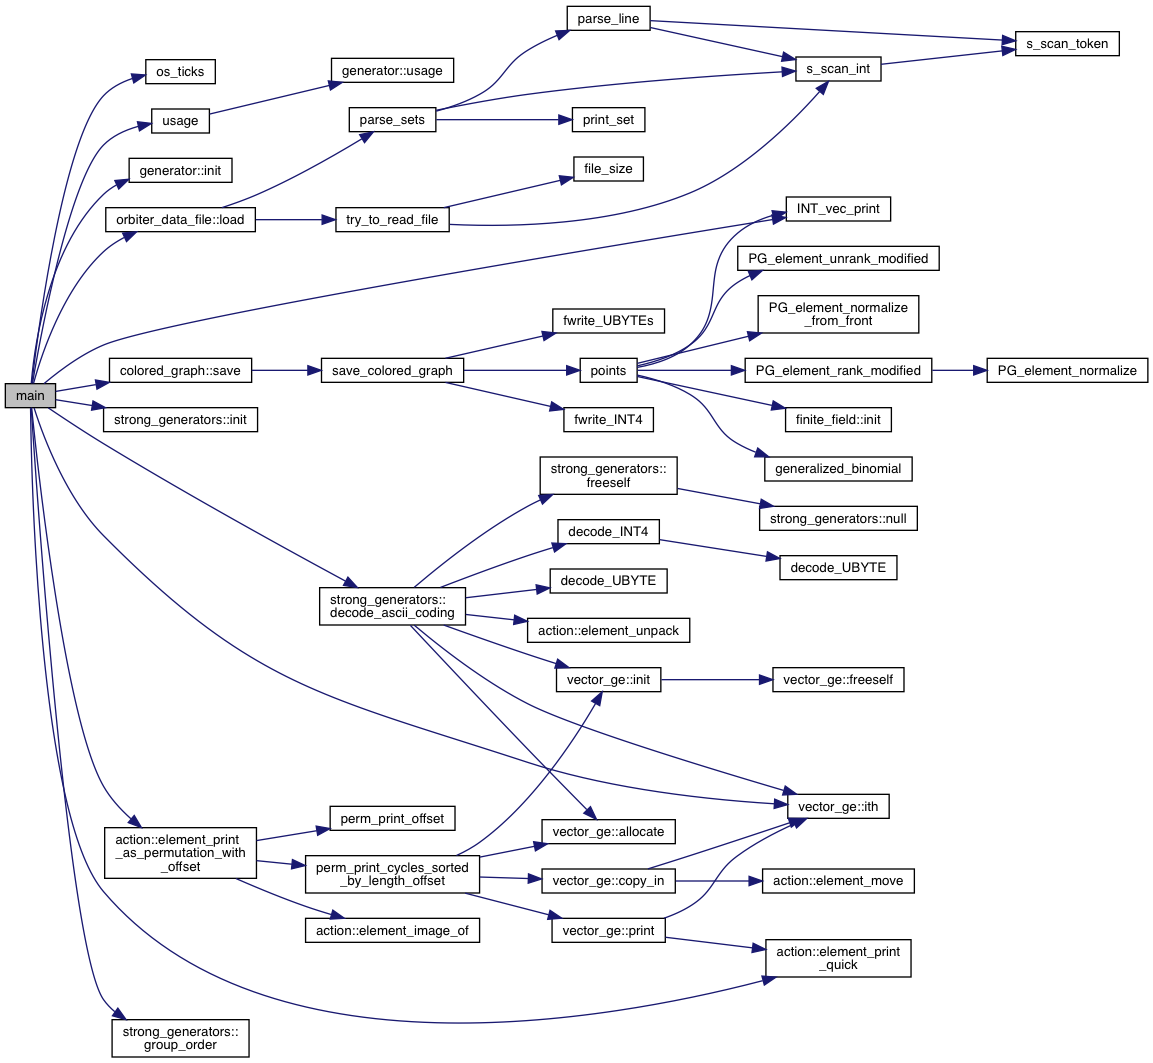 parse_line
s_scan_token
os_ticks
generator::usage
s_scan_int
usage
parse_sets
print_set
generator::init
file_size
orbiter_data_file::load
try_to_read_file
INT_vec_print
PG_element_unrank_modified
PG_element_normalize
_from_front
fwrite_UBYTEs
colored_graph::save
save_colored_graph
points
PG_element_rank_modified
PG_element_normalize
main
strong_generators::init
fwrite_INT4
finite_field::init
generalized_binomial
strong_generators::
freeself
strong_generators::null
decode_INT4
decode_UBYTE
decode_UBYTE
strong_generators::
decode_ascii_coding
action::element_unpack
vector_ge::init
vector_ge::freeself
vector_ge::ith
perm_print_offset
vector_ge::allocate
action::element_print
_as_permutation_with
_offset
perm_print_cycles_sorted
_by_length_offset
vector_ge::copy_in
action::element_move
action::element_image_of
vector_ge::print
action::element_print
_quick
strong_generators::
group_order